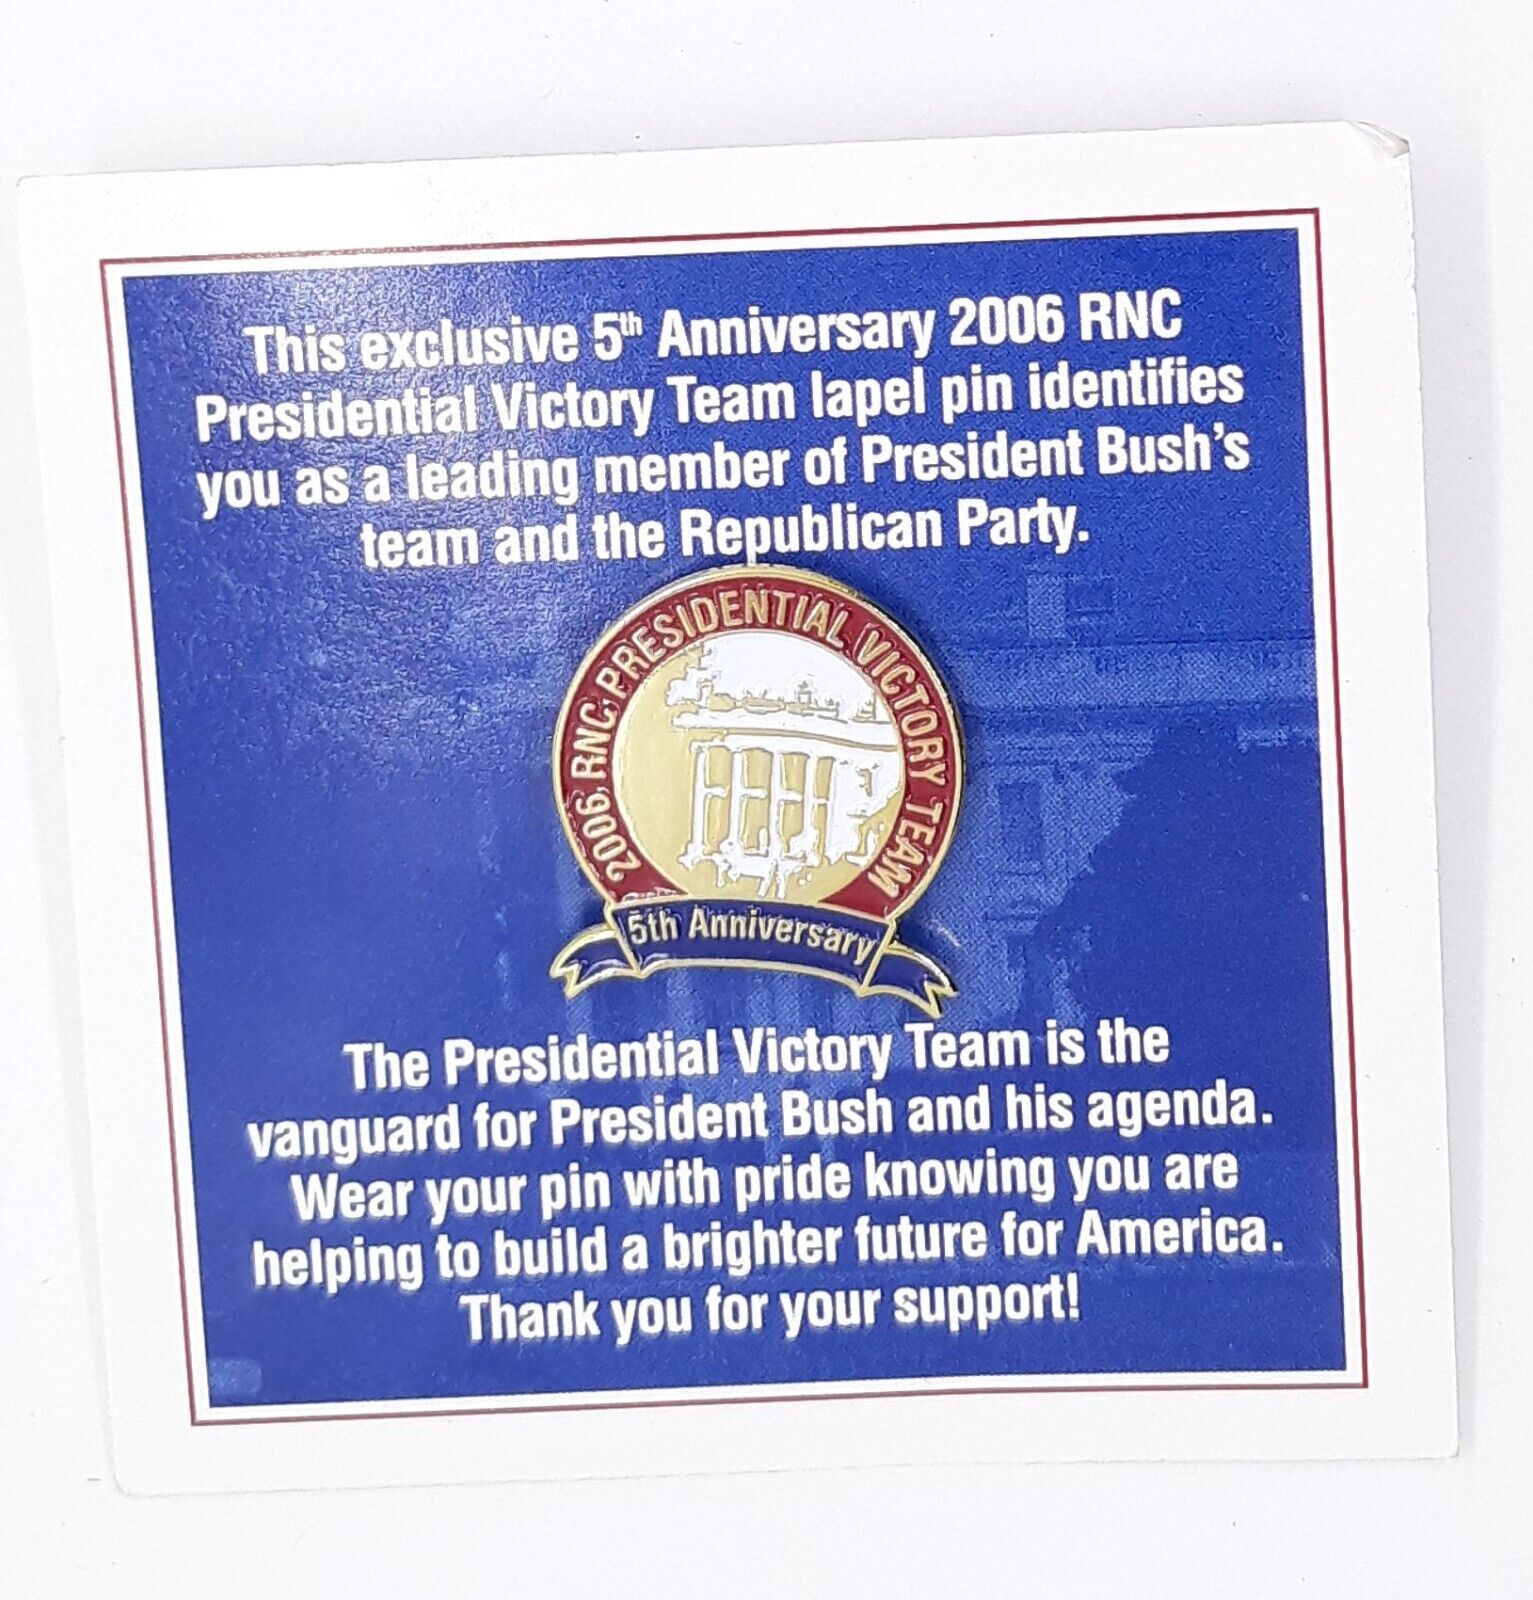 This exclusive 5th Anniversary 2006 RNC
Presidential Victory Team lapel pin identifies
you as a leading member of President Bush's
team and the Republican Party.
2006 RNC PRESIDENTIAL VICTORY TEAM
5th Anniversary
The Presidential Victory Team is the
vanguard for President Bush and his agenda.
Wear your pin with pride knowing you are
helping to build a brighter future for America.
Thank you for your support!